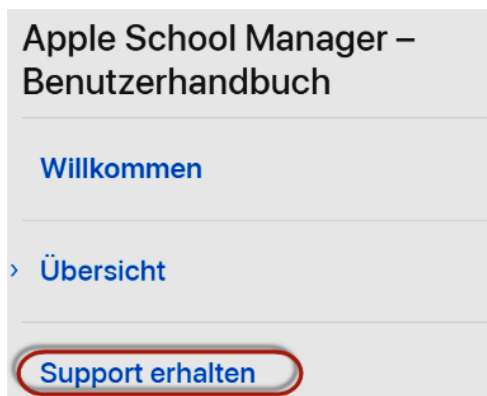 Apple School Manager –
Benutzerhandbuch
Willkommen
Übersicht
Support erhalten